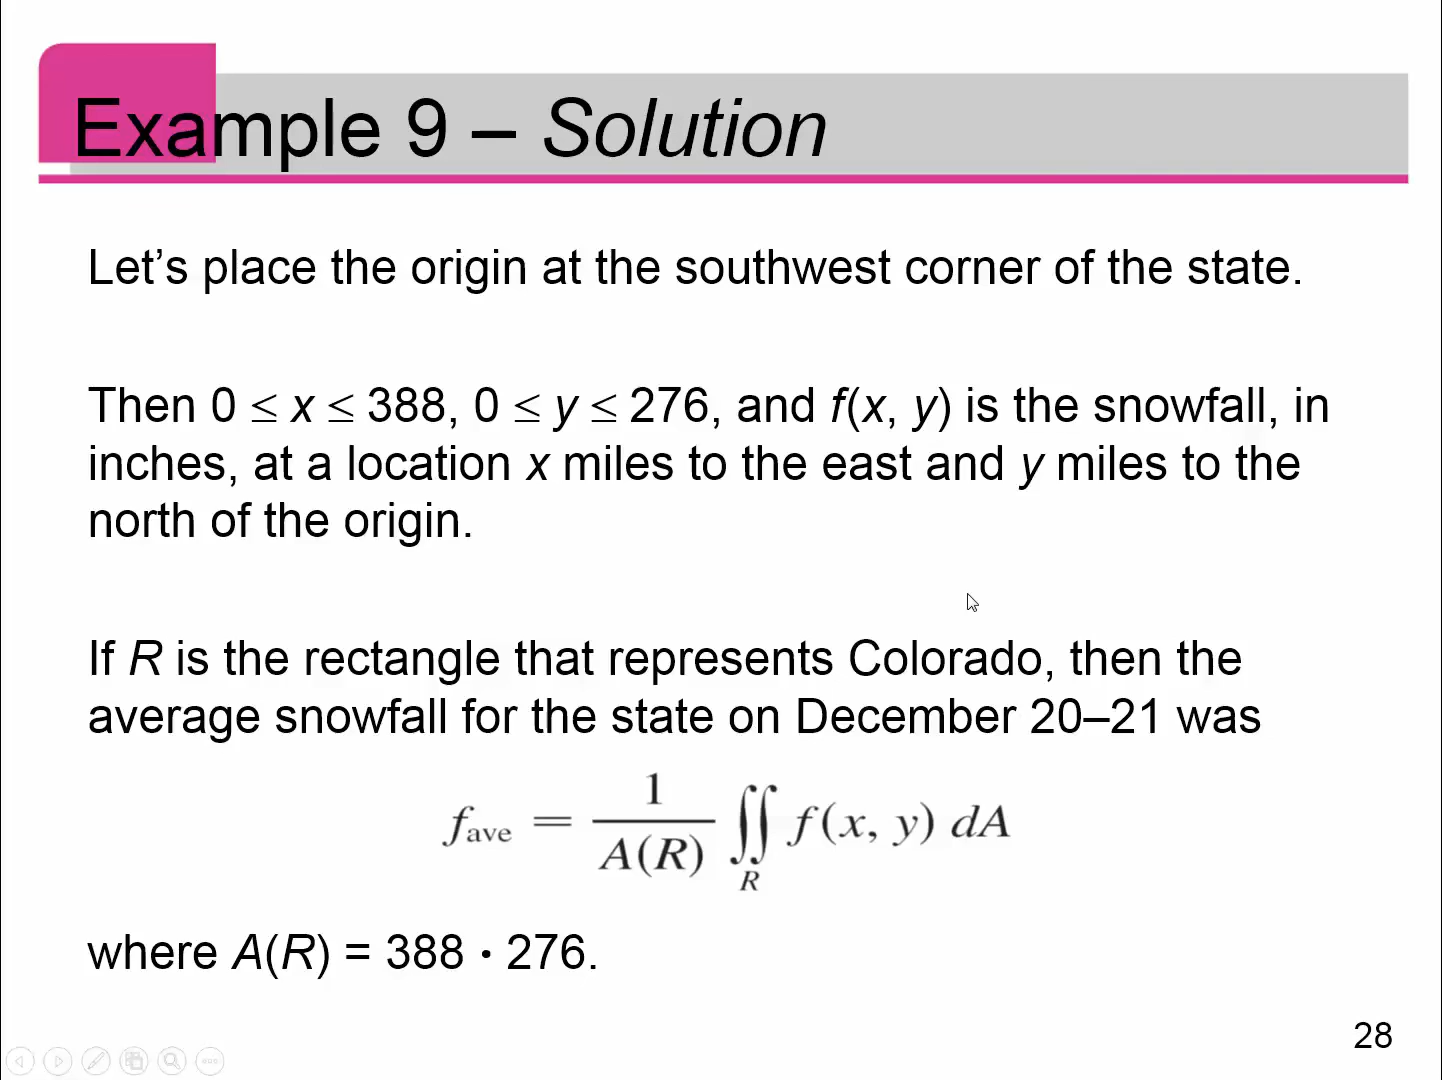 Example 9 – Solution
Let’s place the origin at the southwest corner of the state.
Then 0 ≤ x ≤ 388, 0 ≤ y ≤ 276, and f(x, y) is the snowfall, in
inches, at a location x miles to the east and y miles to the
north of the origin.
If R is the rectangle that represents Colorado, then the
average snowfall for the state on December 20–21 was
f_ave = 1/A(R) ∬_R f(x, y) dA
where A(R) = 388 · 276.
28